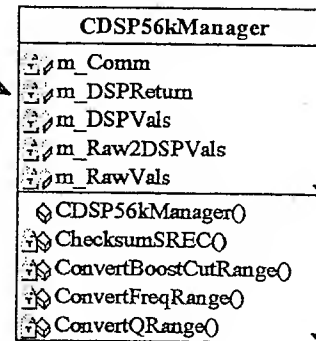 CDSP56kManager
m_Comm
m_DSPReturn
m_DSPVals
m_Raw2DSPVals
m_RawVals
CDSP56kManager()
ChecksumSREC()
ConvertBoostCutRange()
ConvertFreqRange()
ConvertQRange()